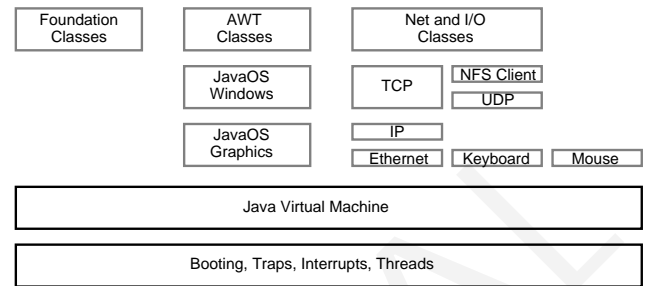 Foundation
Classes
AWT
Classes
Net and I/O
Classes
JavaOS
Windows
TCP
NFS Client
UDP
JavaOS
Graphics
IP
Ethernet
Keyboard
Mouse
Java Virtual Machine
Booting, Traps, Interrupts, Threads